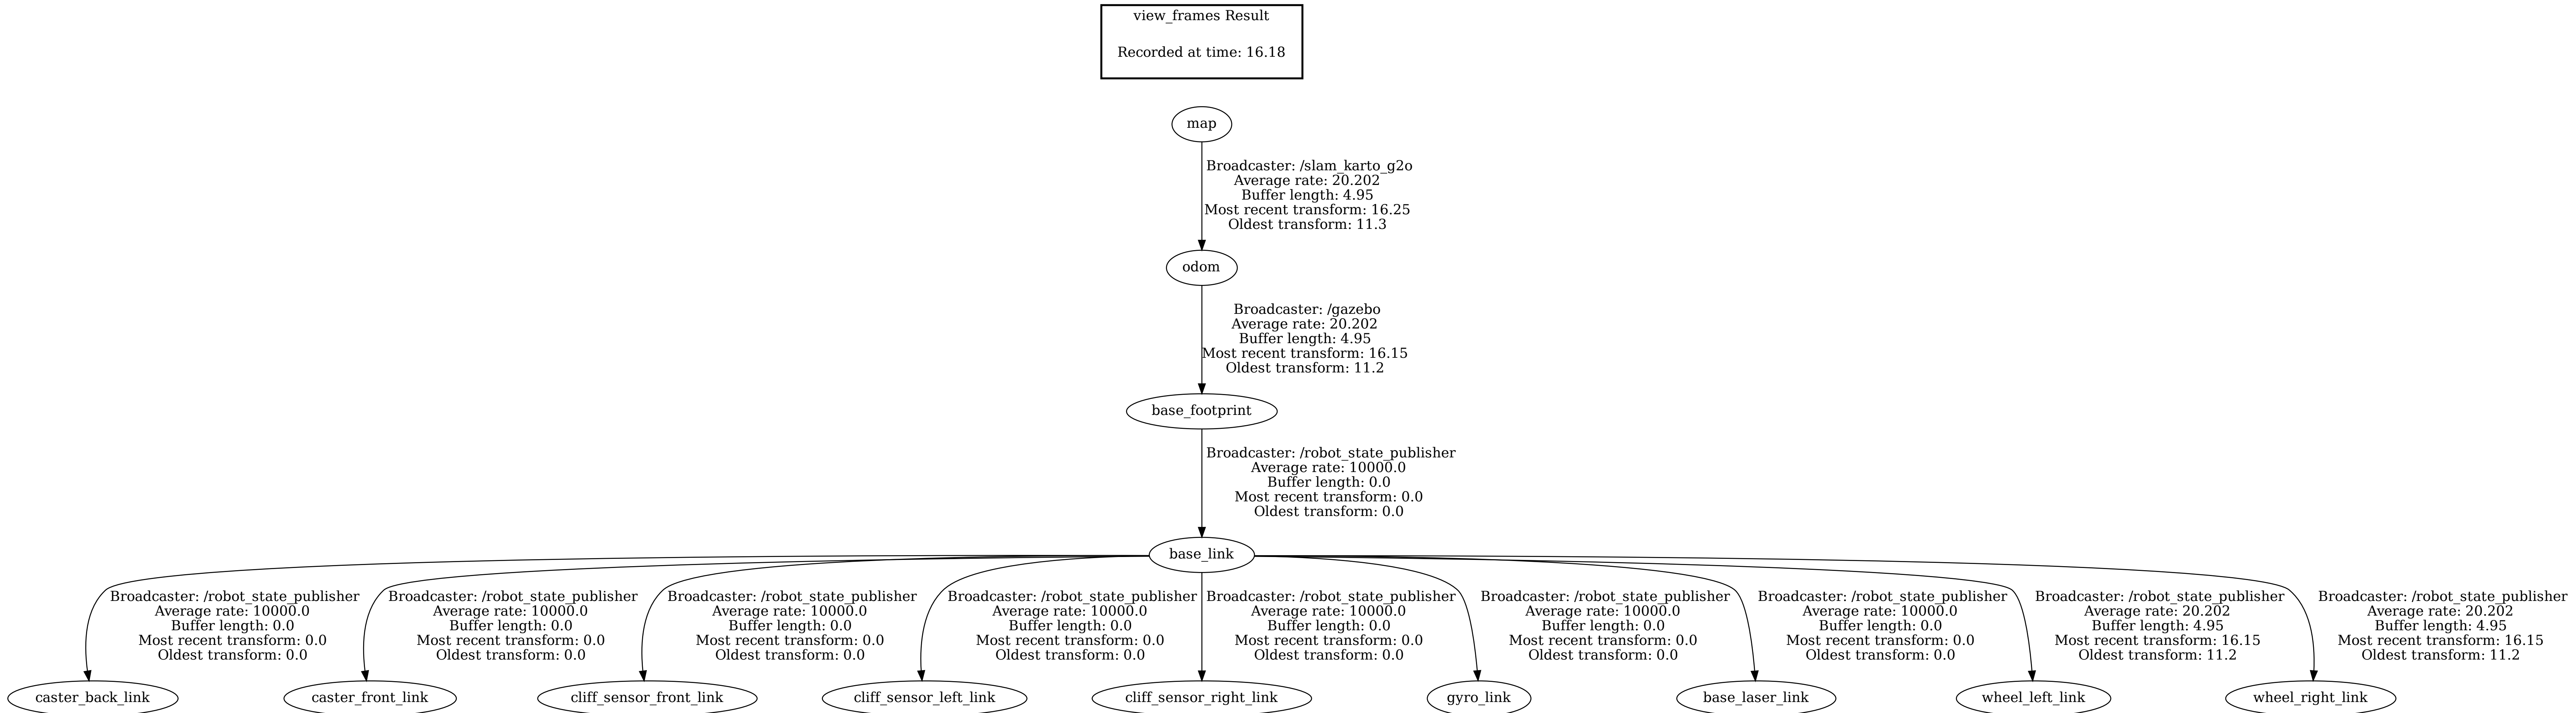 view_frames Result
Recorded at time: 16.18
map
Broadcaster: /slam_karto_g2o
Average rate: 20.202
Buffer length: 4.95
Most recent transform: 16.25
Oldest transform: 11.3
odom
Broadcaster: /gazebo
Average rate: 20.202
Buffer length: 4.95
Most recent transform: 16.15
Oldest transform: 11.2
base_footprint
Broadcaster: /robot_state_publisher
Average rate: 10000.0
Buffer length: 0.0
Most recent transform: 0.0
Oldest transform: 0.0
base_link
Broadcaster: /robot_state_publisher
Average rate: 10000.0
Buffer length: 0.0
Most recent transform: 0.0
Oldest transform: 0.0
caster_back_link
Broadcaster: /robot_state_publisher
Average rate: 10000.0
Buffer length: 0.0
Most recent transform: 0.0
Oldest transform: 0.0
caster_front_link
Broadcaster: /robot_state_publisher
Average rate: 10000.0
Buffer length: 0.0
Most recent transform: 0.0
Oldest transform: 0.0
cliff_sensor_front_link
Broadcaster: /robot_state_publisher
Average rate: 10000.0
Buffer length: 0.0
Most recent transform: 0.0
Oldest transform: 0.0
cliff_sensor_left_link
Broadcaster: /robot_state_publisher
Average rate: 10000.0
Buffer length: 0.0
Most recent transform: 0.0
Oldest transform: 0.0
cliff_sensor_right_link
Broadcaster: /robot_state_publisher
Average rate: 10000.0
Buffer length: 0.0
Most recent transform: 0.0
Oldest transform: 0.0
gyro_link
Broadcaster: /robot_state_publisher
Average rate: 10000.0
Buffer length: 0.0
Most recent transform: 0.0
Oldest transform: 0.0
base_laser_link
Broadcaster: /robot_state_publisher
Average rate: 20.202
Buffer length: 4.95
Most recent transform: 16.15
Oldest transform: 11.2
wheel_left_link
Broadcaster: /robot_state_publisher
Average rate: 20.202
Buffer length: 4.95
Most recent transform: 16.15
Oldest transform: 11.2
wheel_right_link